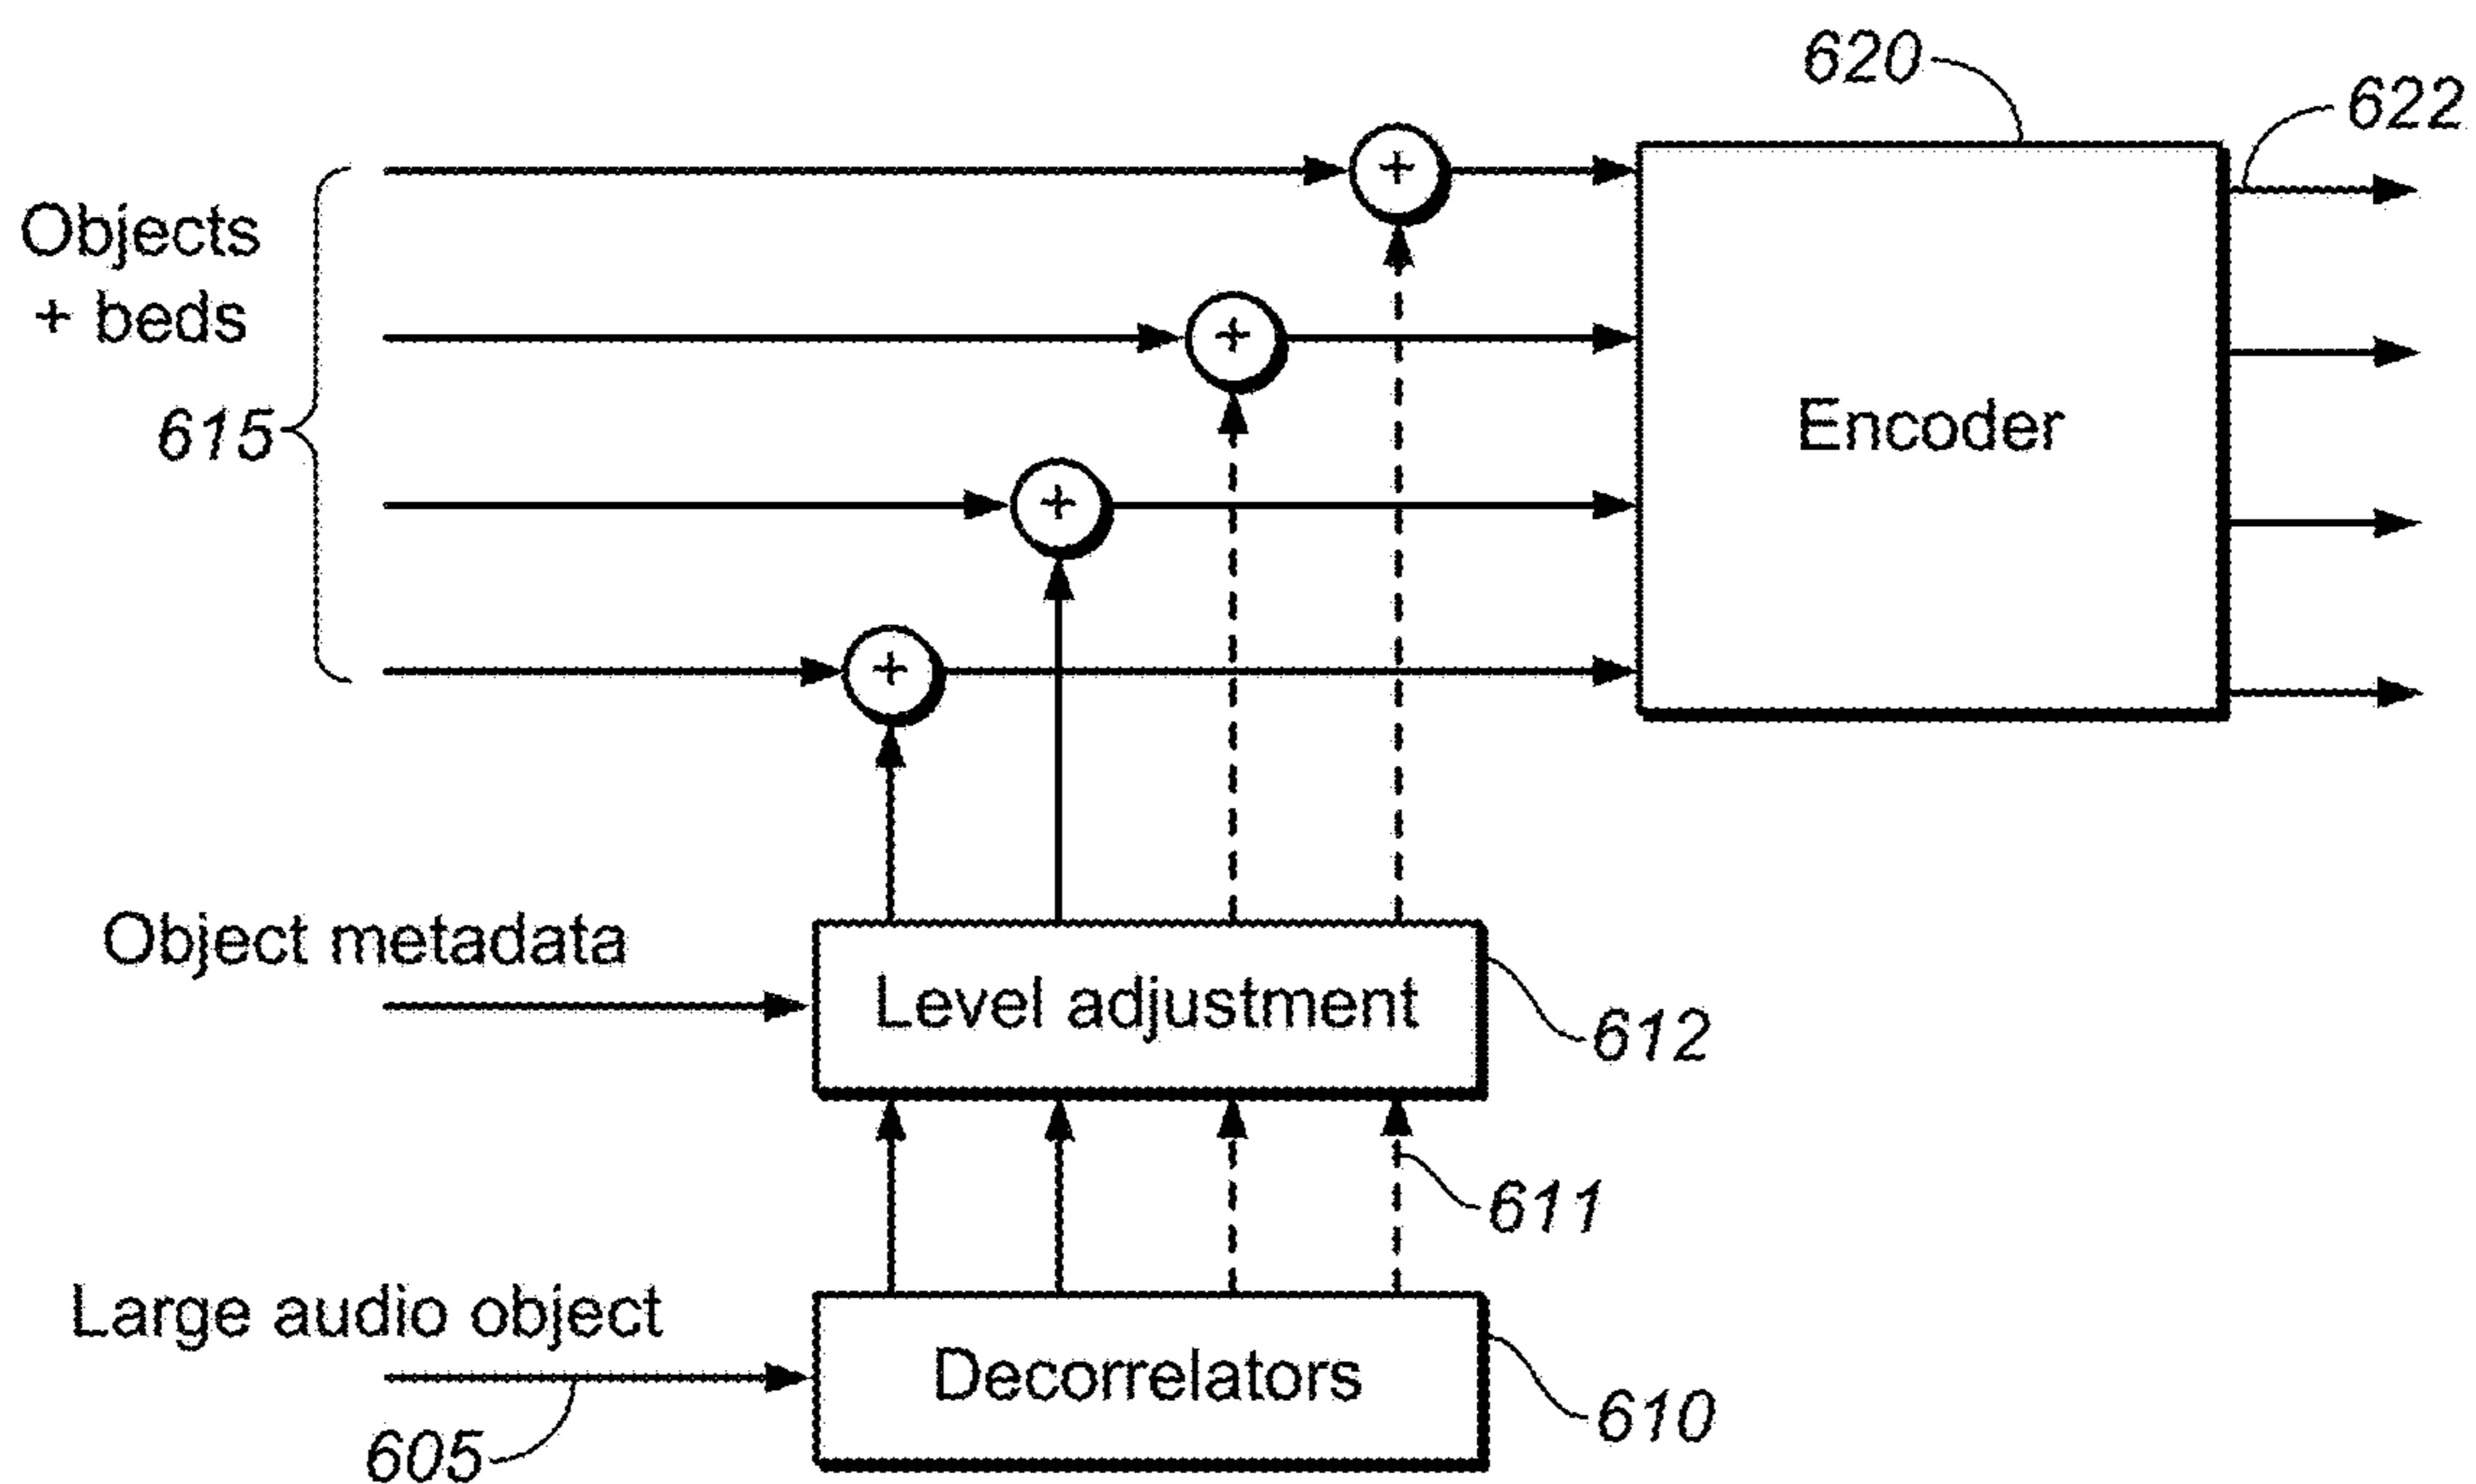 620
622
Objects
+ beds
615
+
+
+
+
Encoder
Object metadata
Level adjustment
612
611
Large audio object
Decorrelators
605
610